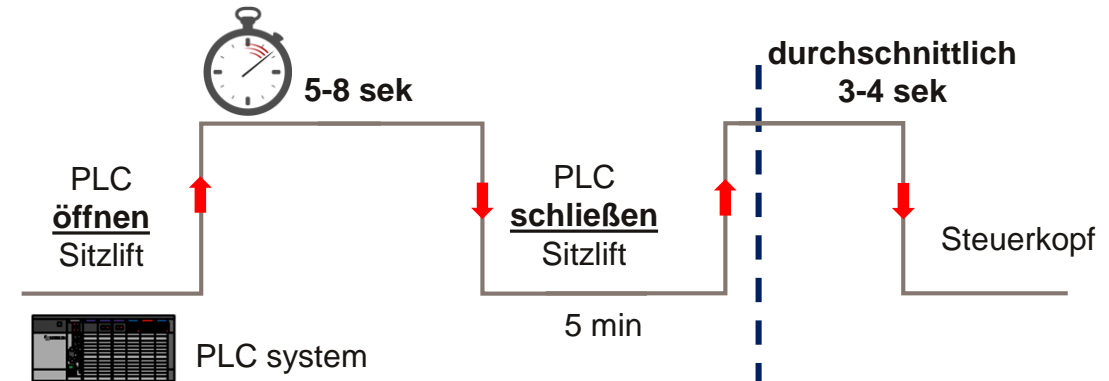 durchschnittlich
3-4 sek
5-8 sek
PLC
öffnen
Sitzlift
PLC
schließen
Sitzlift
Steuerkopf
5 min
PLC system